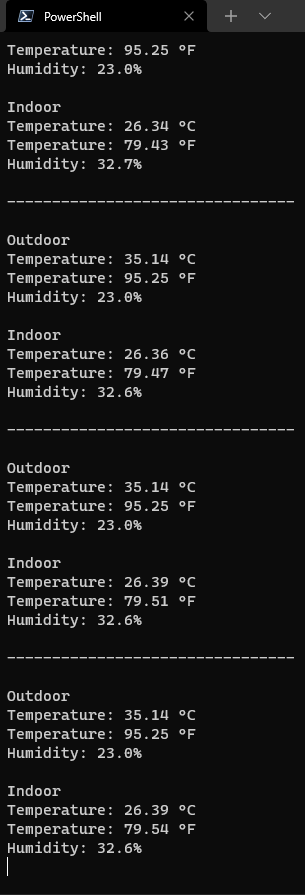 PowerShell
Temperature: 95.25 °F
Humidity: 23.0%
Indoor
Temperature: 26.34 °C
Temperature: 79.43 °F
Humidity: 32.7%
--------------------------------
Outdoor
Temperature: 35.14 °C
Temperature: 95.25 °F
Humidity: 23.0%
Indoor
Temperature: 26.36 °C
Temperature: 79.47 °F
Humidity: 32.6%
--------------------------------
Outdoor
Temperature: 35.14 °C
Temperature: 95.25 °F
Humidity: 23.0%
Indoor
Temperature: 26.39 °C
Temperature: 79.51 °F
Humidity: 32.6%
--------------------------------
Outdoor
Temperature: 35.14 °C
Temperature: 95.25 °F
Humidity: 23.0%
Indoor
Temperature: 26.39 °C
Temperature: 79.54 °F
Humidity: 32.6%